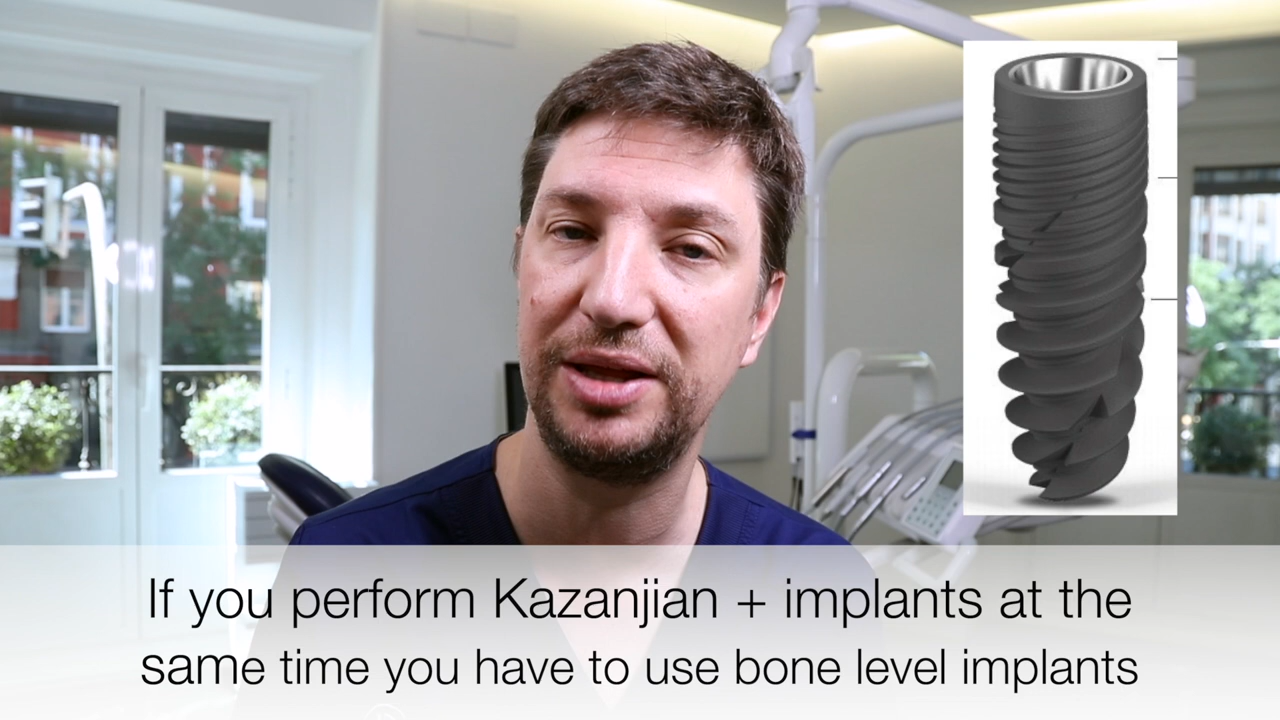 If you perform Kazanjian + implants at the
same time you have to use bone level implants